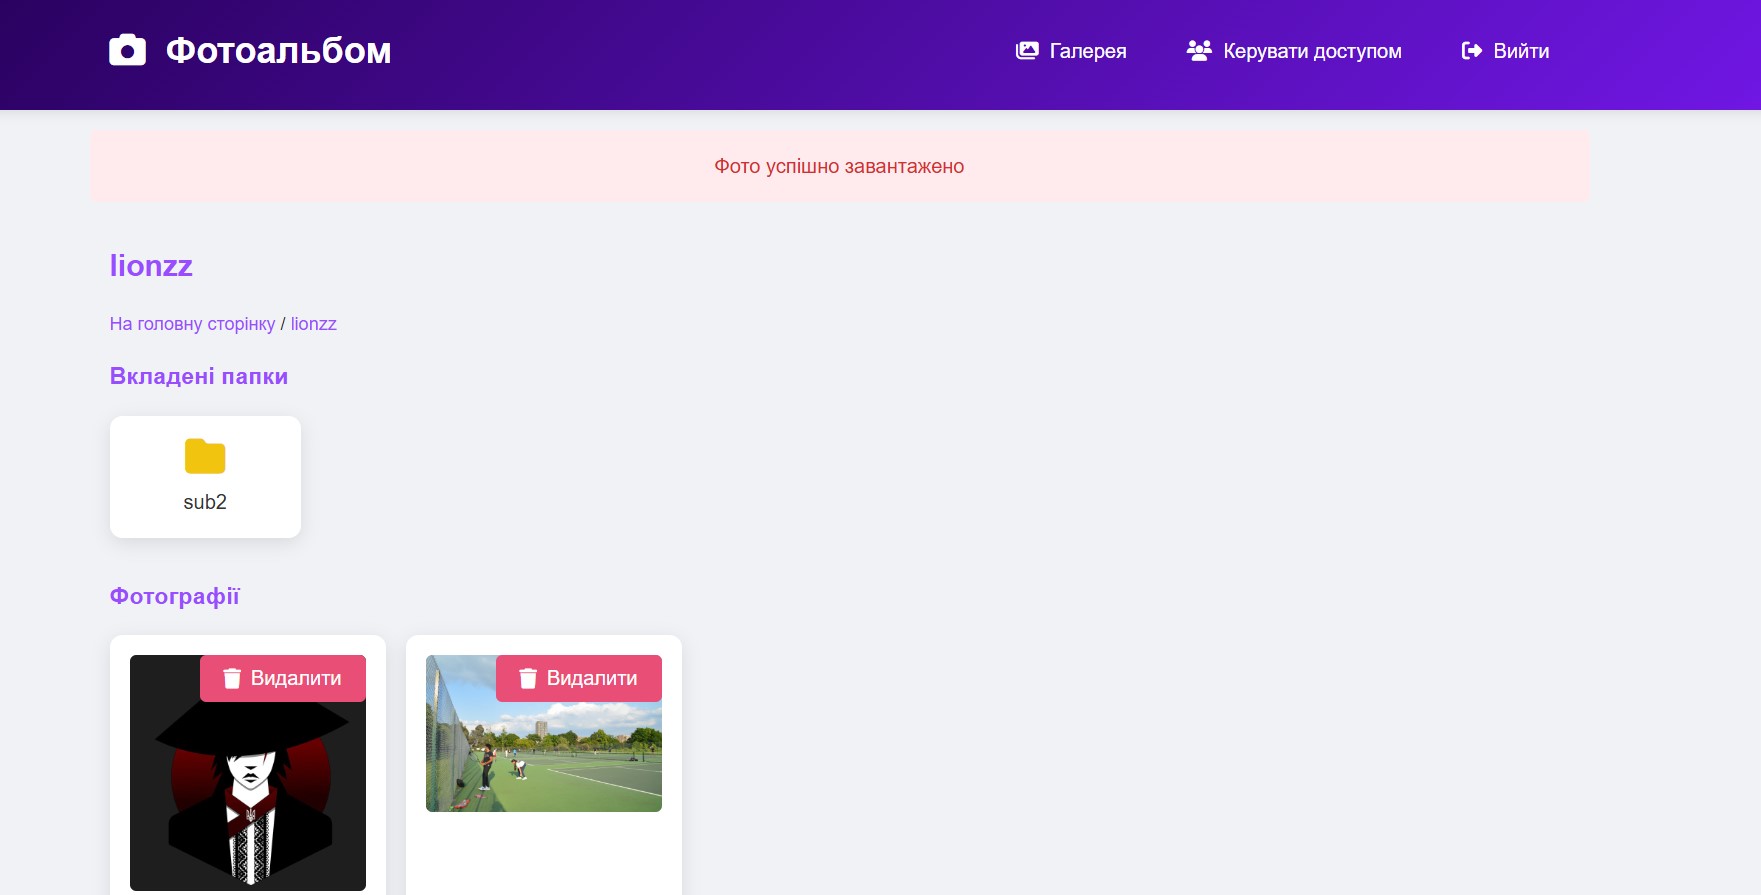 Фотоальбом
Галерея
Керувати доступом
Вийти
Фото успішно завантажено
lionzz
На головну сторінку / lionzz
Вкладені папки
sub2
Фотографії
Видалити
Видалити